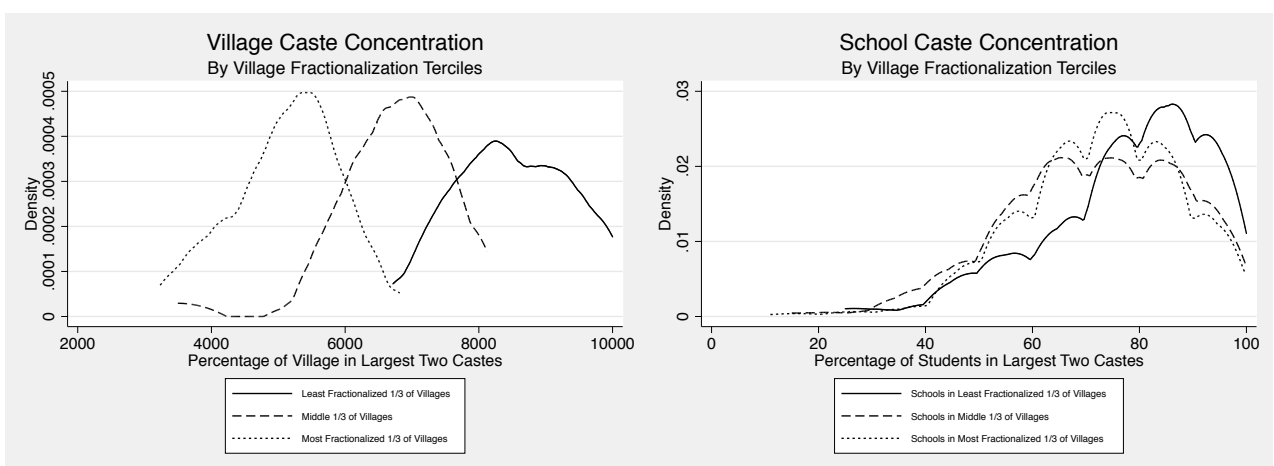 Village Caste Concentration
By Village Fractionalization Terciles
Density
0 .0001 .0002 .0003 .0004 .0005
2000 4000 6000 8000 10000
Percentage of Village in Largest Two Castes
Least Fractionalized 1/3 of Villages
Middle 1/3 of Villages
Most Fractionalized 1/3 of Villages
School Caste Concentration
By Village Fractionalization Terciles
Density
0 .01 .02 .03
0 20 40 60 80 100
Percentage of Students in Largest Two Castes
Schools in Least Fractionalized 1/3 of Villages
Schools in Middle 1/3 of Villages
Schools in Most Fractionalized 1/3 of Villages